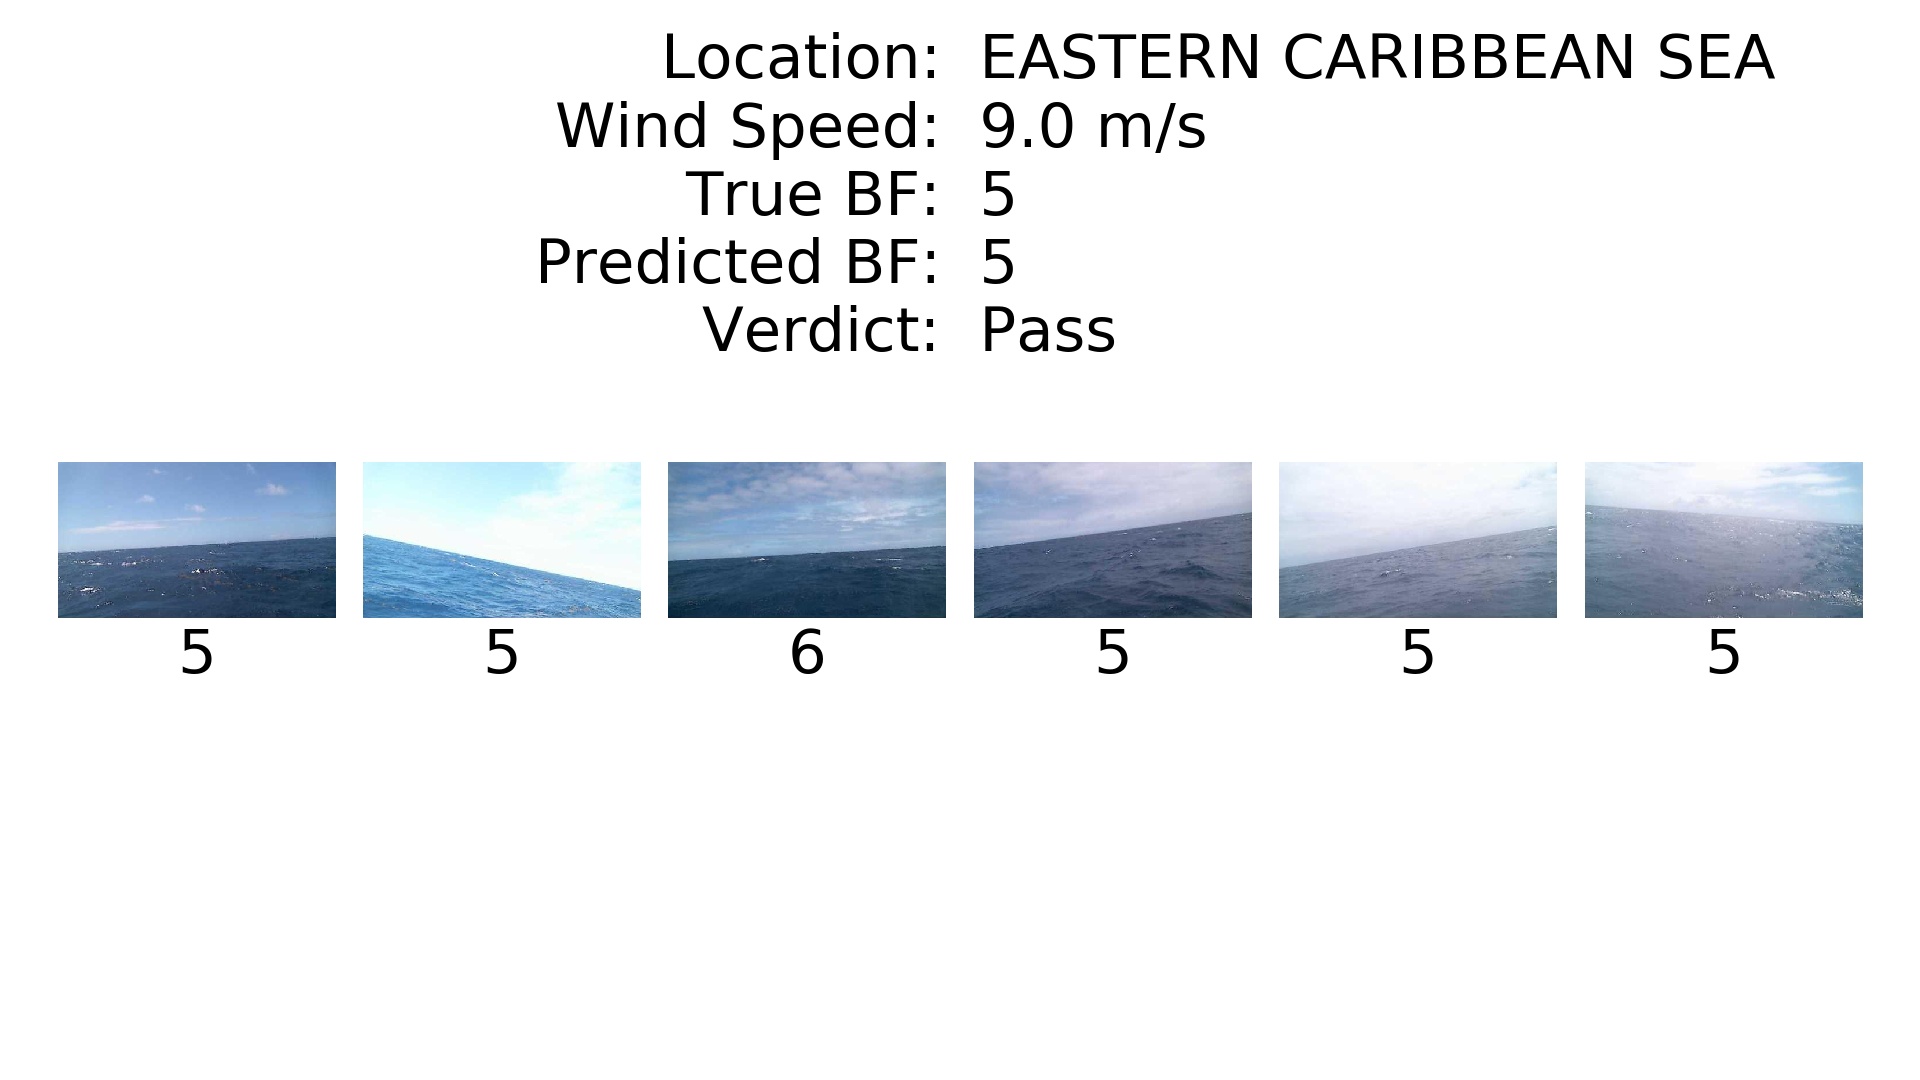 Location: EASTERN CARIBBEAN SEA
Wind Speed: 9.0 m/s
True BF: 5
Predicted BF: 5
Verdict: Pass
5 5 6 5 5 5